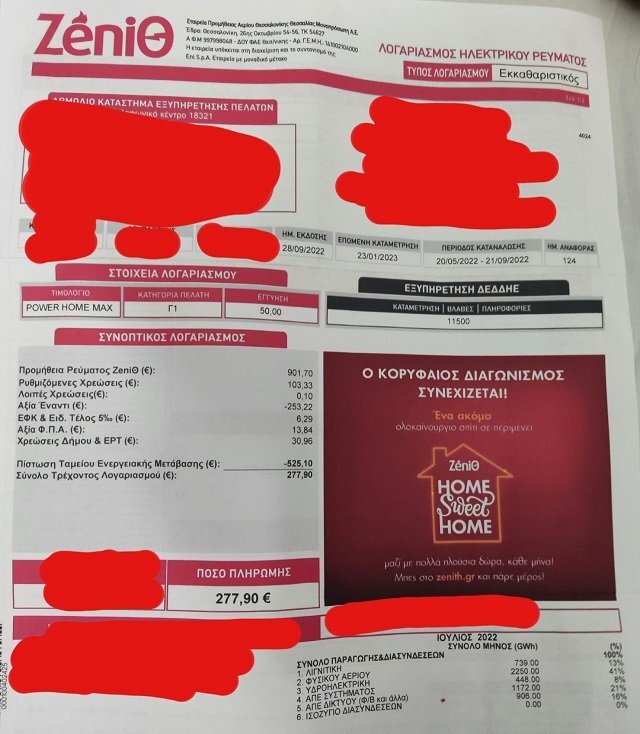 ZéniΘ
Εταιρεία Προμήθειας Αερίου Θεσσαλονίκης Θεσσαλίας Μονοπρόσωπη Α.Ε.
Έδρα: Θεσσαλονίκη, 26ης Οκτωβρίου 54-56, ΤΚ 54627
Η εταιρεία υπόκειται στη διαχείριση και το συντονισμό της
Eni S.p.A. Εταιρεία με μοναδικό μέτοχο
ΛΟΓΑΡΙΑΣΜΟΣ ΗΛΕΚΤΡΙΚΟΥ ΡΕΥΜΑΤΟΣ
ΤΥΠΟΣ ΛΟΓΑΡΙΑΣΜΟΥ Εκκαθαριστικός
Σελ. 1/2
ΑΡΜΟΔΙΟ ΚΑΤΑΣΤΗΜΑ ΕΞΥΠΗΡΕΤΗΣΗΣ ΠΕΛΑΤΩΝ
κέντρο 18321
4024
ΗΜ. ΕΚΔΟΣΗΣ ΕΠΟΜΕΝΗ ΚΑΤΑΜΕΤΡΗΣΗ ΠΕΡΙΟΔΟΣ ΚΑΤΑΝΑΛΩΣΗΣ ΗΜ. ΑΝΑΦΟΡΑΣ
28/09/2022 23/01/2023 20/05/2022 - 21/09/2022 124
ΣΤΟΙΧΕΙΑ ΛΟΓΑΡΙΑΣΜΟΥ
ΤΙΜΟΛΟΓΙΟ ΚΑΤΗΓΟΡΙΑ ΠΕΛΑΤΗ ΕΓΓΥΗΣΗ
POWER HOME MAX Γ1 50,00
ΕΞΥΠΗΡΕΤΗΣΗ ΔΕΔΔΗΕ
ΚΑΤΑΜΕΤΡΗΣΗ | ΒΛΑΒΕΣ | ΠΛΗΡΟΦΟΡΙΕΣ
11500
ΣΥΝΟΠΤΙΚΟΣ ΛΟΓΑΡΙΑΣΜΟΣ
Προμήθεια Ρεύματος ZeniΘ (€): 901,70
Ρυθμιζόμενες Χρεώσεις (€): 103,33
Λοιπές Χρεώσεις(€): 0,10
Αξία Έναντι (€): -253,22
ΕΦΚ & Ειδ. Τέλος 5‰ (€): 6,29
Αξία Φ.Π.Α. (€): 13,84
Χρεώσεις Δήμου & ΕΡΤ (€): 30,96
Πίστωση Ταμείου Ενεργειακής Μετάβασης (€): -525,10
Σύνολο Τρέχοντος Λογαριασμού (€): 277,90
Ο ΚΟΡΥΦΑΙΟΣ ΔΙΑΓΩΝΙΣΜΟΣ
ΣΥΝΕΧΙΖΕΤΑΙ!
Ένα ακόμα
ολοκαίνουργιο σπίτι σε περιμένει
ZéniΘ
HOME
Sweet
HOME
μαζί με πολλά πλούσια δώρα, κάθε μήνα!
Μπες στο zenith.gr και πάρε μέρος!
ΠΟΣΟ ΠΛΗΡΩΜΗΣ
277,90 €
ΙΟΥΛΙΟΣ 2022
ΣΥΝΟΛΟ ΜΗΝΟΣ (GWh) (%)
ΣΥΝΟΛΟ ΠΑΡΑΓΩΓΗΣ&ΔΙΑΣΥΝΔΕΣΕΩΝ 100%
1. ΛΙΓΝΙΤΙΚΗ 739.00 13%
2. ΦΥΣΙΚΟΥ ΑΕΡΙΟΥ 2250.00 41%
3. ΥΔΡΟΗΛΕΚΤΡΙΚΗ 448.00 8%
4. ΑΠΕ ΣΥΣΤΗΜΑΤΟΣ 1172.00 21%
5. ΑΠΕ ΔΙΚΤΥΟΥ (Φ/Β και άλλα) 906.00 16%
6. ΙΣΟΖΥΓΙΟ ΔΙΑΣΥΝΔΕΣΕΩΝ 0.00 0%